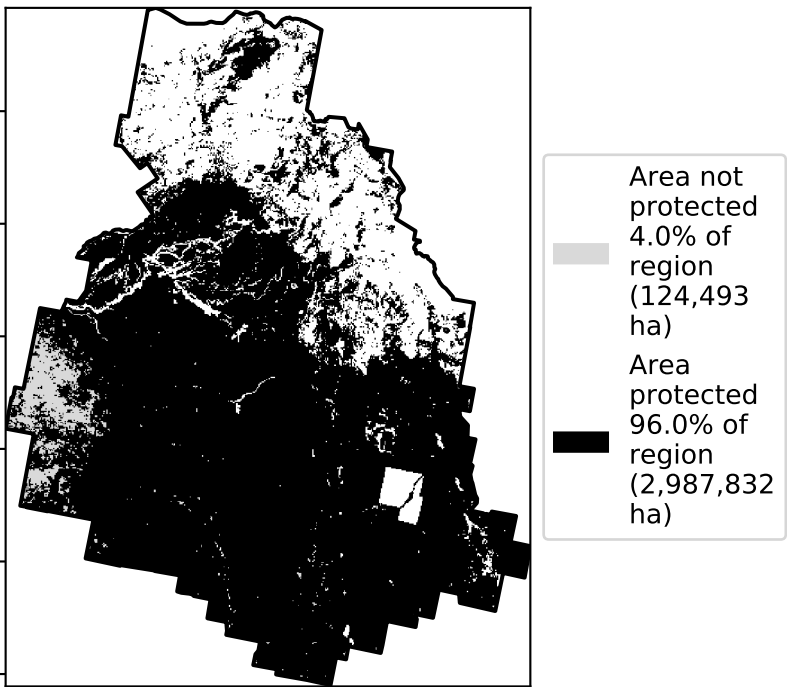 Area not
protected
4.0% of
region
(124,493
ha)
Area
protected
96.0% of
region
(2,987,832
ha)